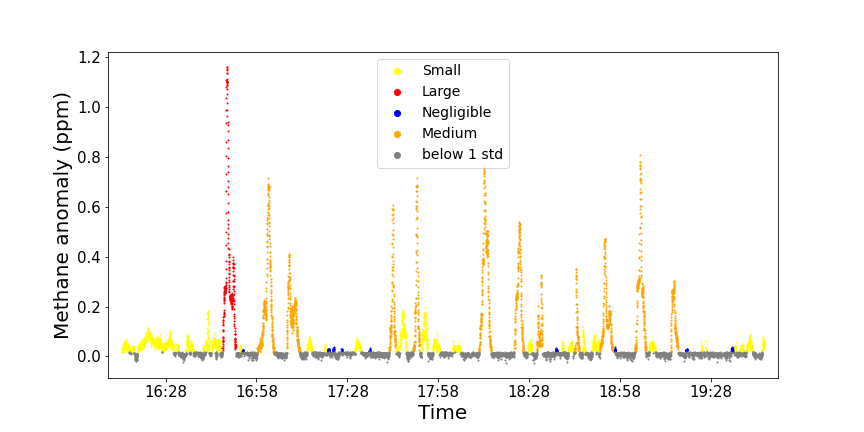 1.2
1.0
0.8
0.6
0.4
0.2
0.0
Methane anomaly (ppm)
Small
Large
Negligible
Medium
below 1 std
16:28 16:58 17:28 17:58 18:28 18:58 19:28
Time